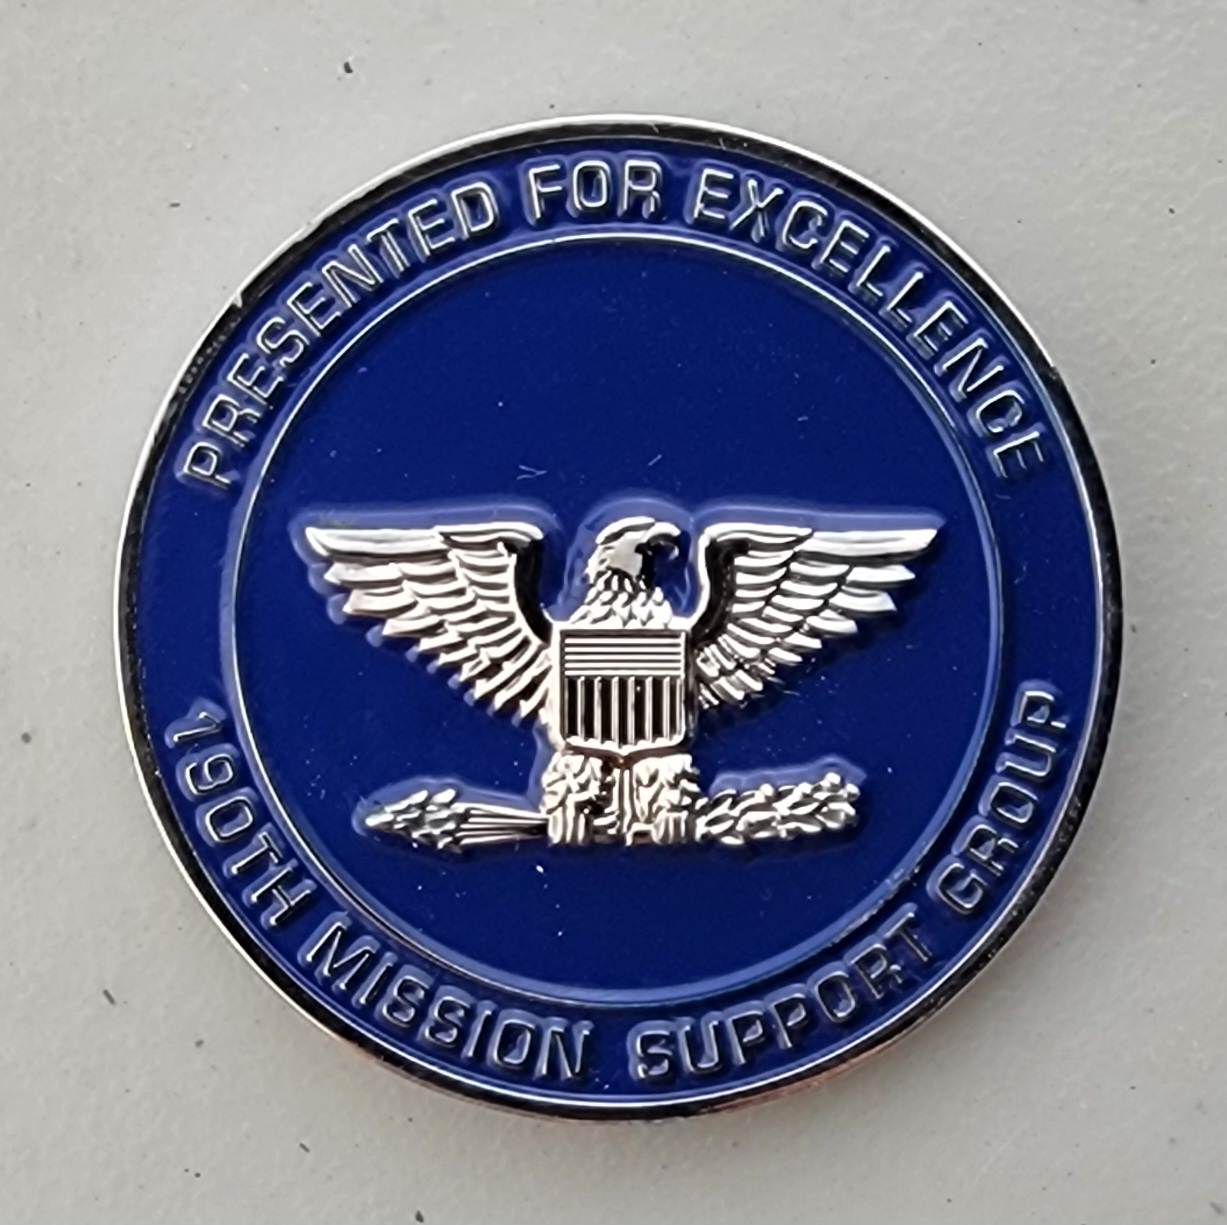 PRESENTED FOR EXCELLENCE
190TH MISSION SUPPORT GROUP